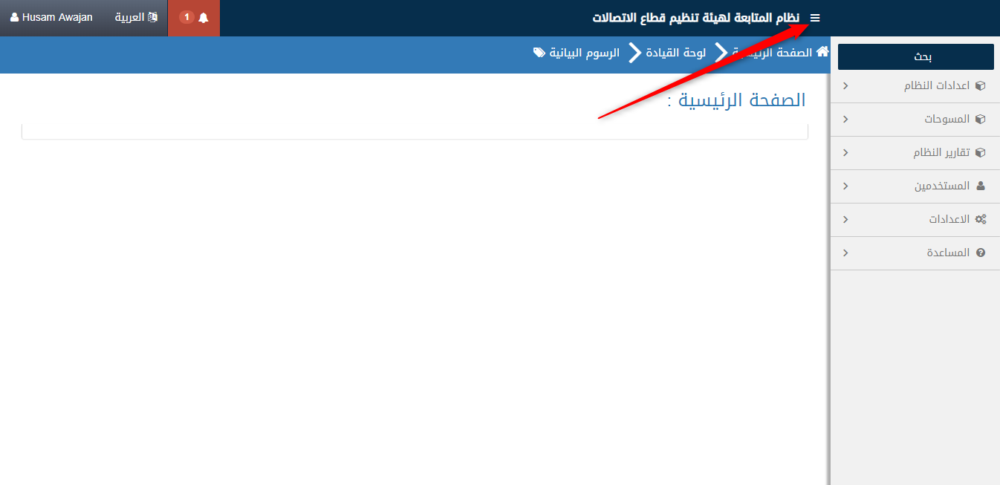 نظام المتابعة لهيئة تنظيم قطاع الاتصالات
1
العربية
Husam Awajan
الصفحة الرئيسية
لوحة القيادة
الرسوم البيانية
بحث
اعدادات النظام
المسوحات
تقارير النظام
المستخدمين
الاعدادات
المساعدة
الصفحة الرئيسية :